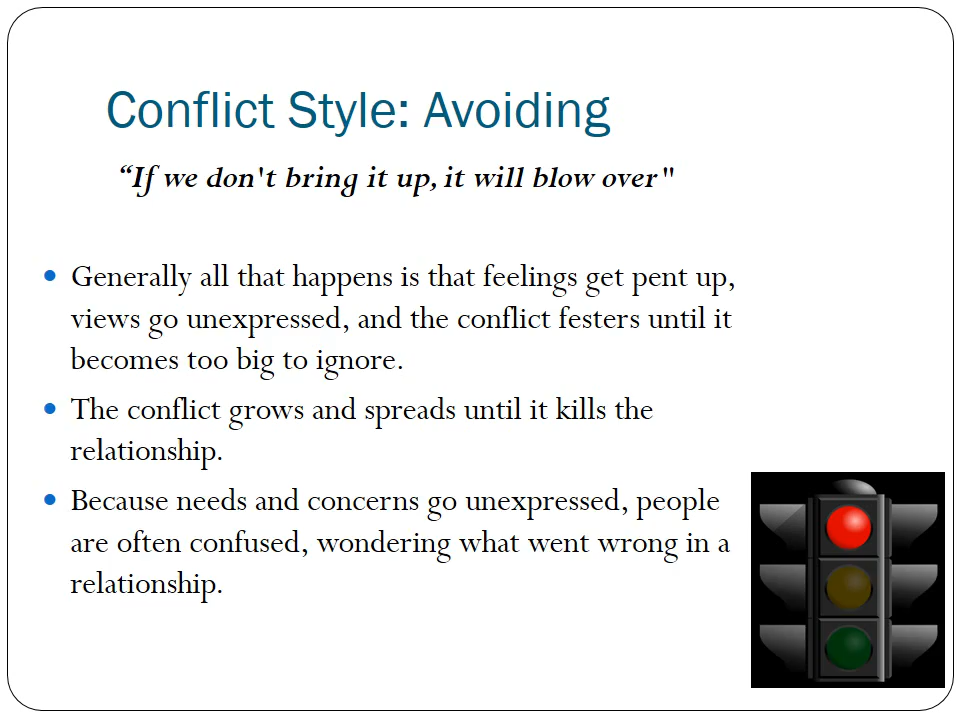 Conflict Style: Avoiding
“If we don't bring it up, it will blow over"
Generally all that happens is that feelings get pent up,
views go unexpressed, and the conflict festers until it
becomes too big to ignore.
The conflict grows and spreads until it kills the
relationship.
Because needs and concerns go unexpressed, people
are often confused, wondering what went wrong in a
relationship.